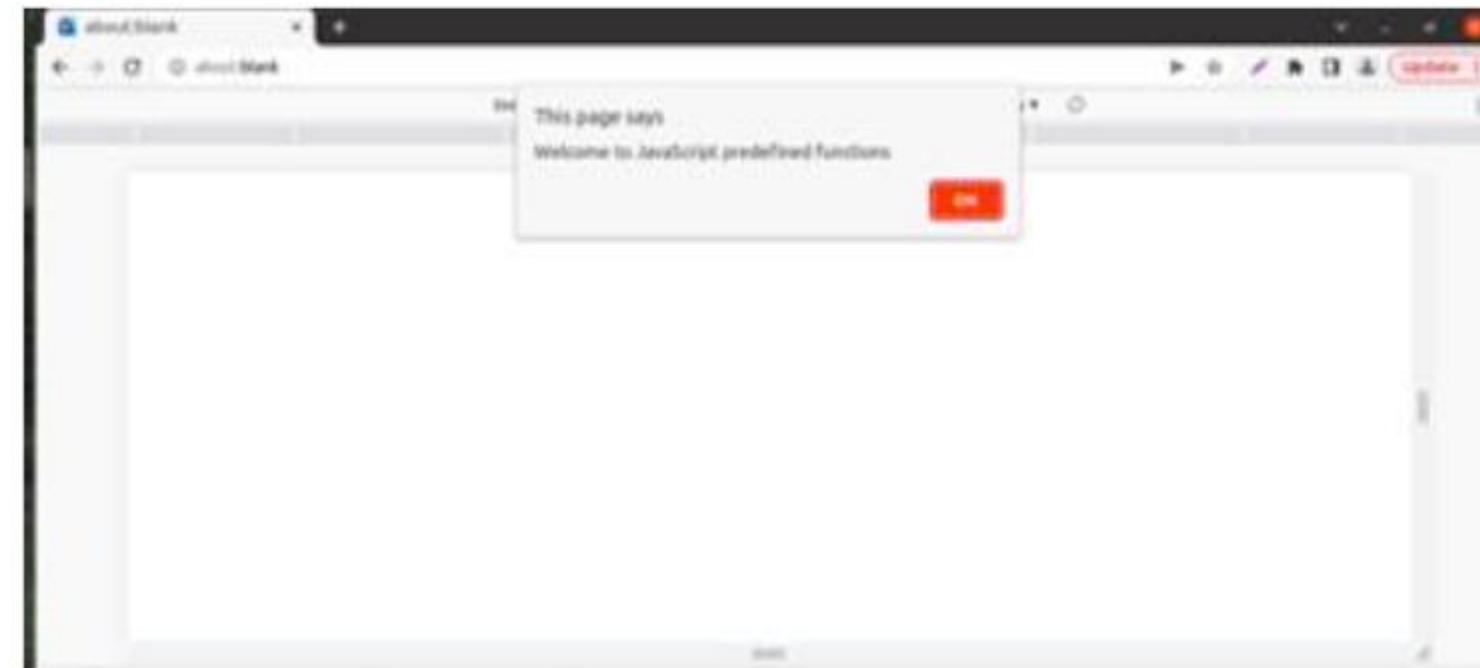 about:blank
about:blank
Update
This page says
Welcome to JavaScript predefined functions
OK